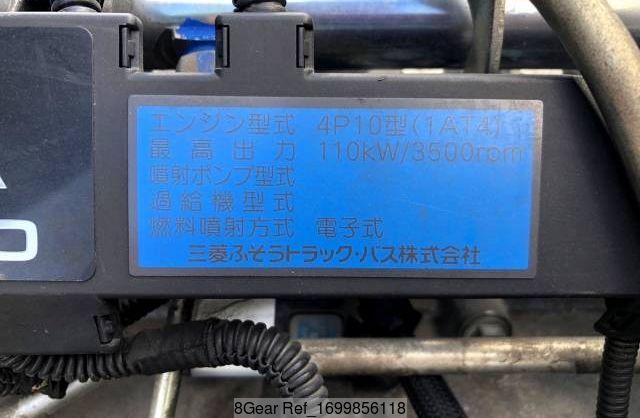 エンジン型式 4P10型(1AT4)
最高出力 110kW/3500rpm
噴射ポンプ型式
過給機型式
燃料噴射方式 電子式
三菱ふそうトラック・バス株式会社
8Gear Ref_1699856118